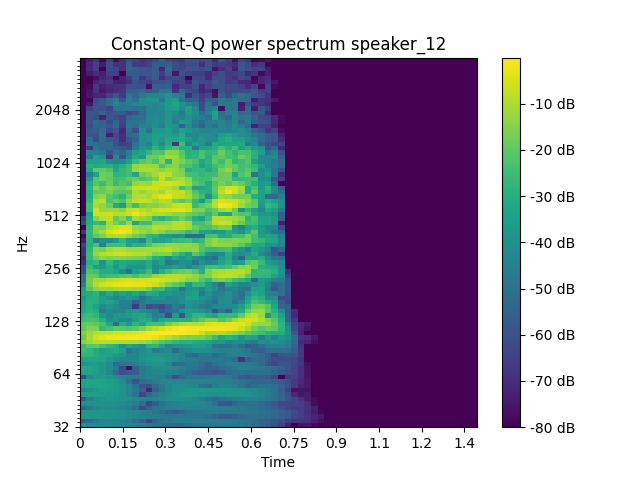 Constant-Q power spectrum speaker_12
Hz
2048
1024
512
256
128
64
32
0 0.15 0.3 0.45 0.6 0.75 0.9 1.1 1.2 1.4
Time
-10 dB
-20 dB
-30 dB
-40 dB
-50 dB
-60 dB
-70 dB
-80 dB